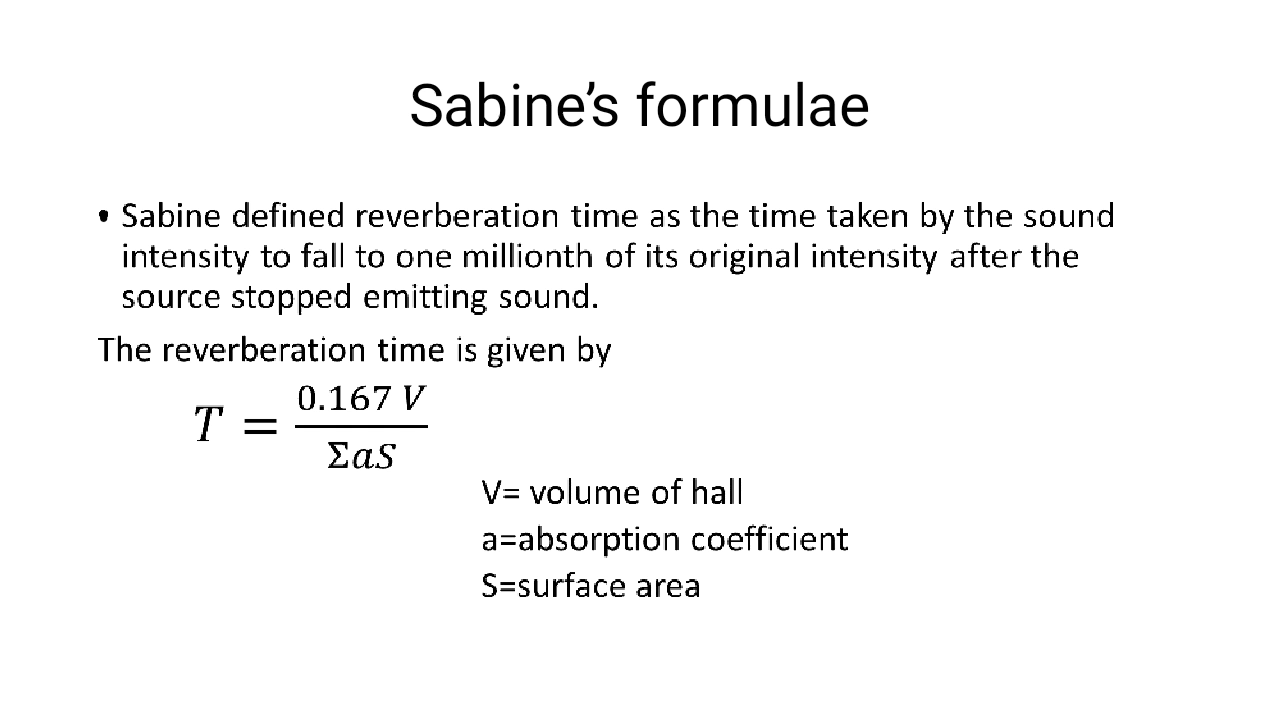 Sabine’s formulae
• Sabine defined reverberation time as the time taken by the sound
intensity to fall to one millionth of its original intensity after the
source stopped emitting sound.
The reverberation time is given by
T = 0.167 V / ΣaS
V= volume of hall
a=absorption coefficient
S=surface area